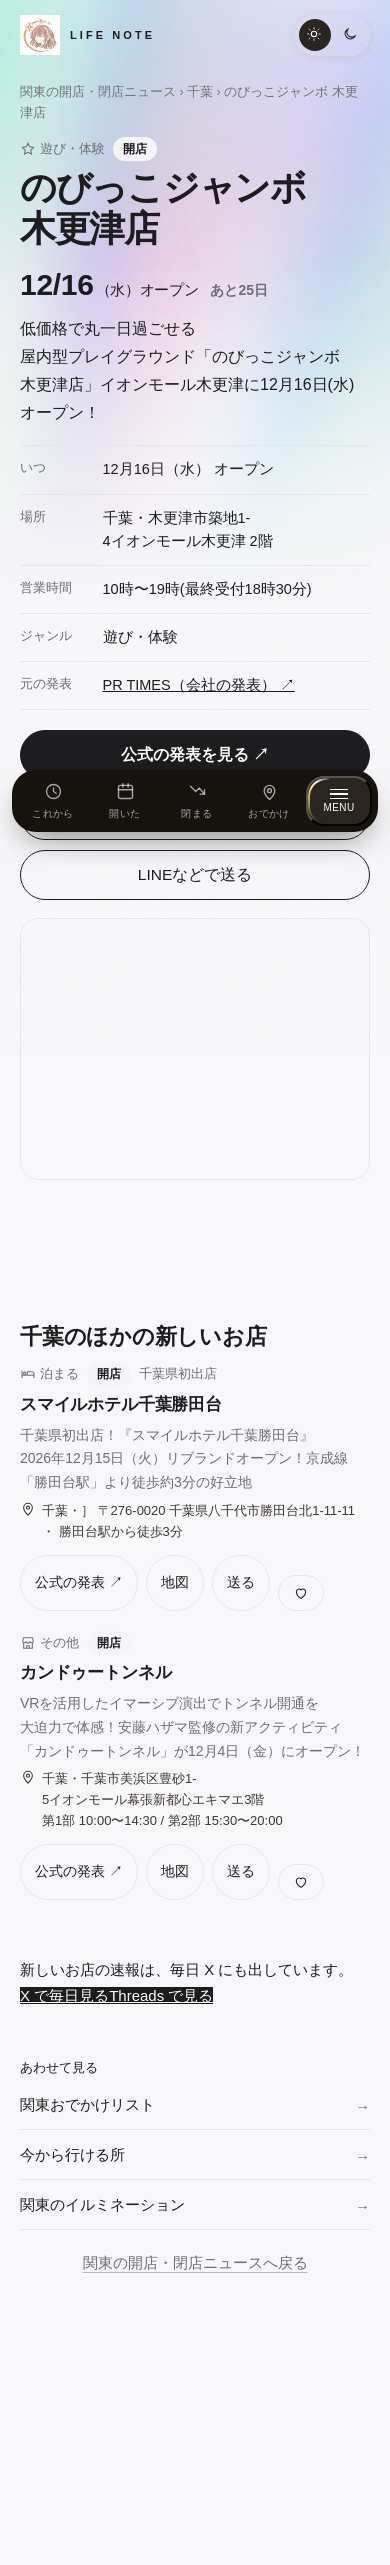 LIFE NOTE
関東の開店・閉店ニュース › 千葉 › のびっこジャンボ 木更
津店
遊び・体験 開店
のびっこジャンボ
木更津店
12/16（水）オープン あと25日
低価格で丸一日過ごせる
屋内型プレイグラウンド「のびっこジャンボ
木更津店」イオンモール木更津に12月16日(水)
オープン！
いつ 12月16日（水） オープン
場所 千葉・木更津市築地1-
4イオンモール木更津 2階
営業時間 10時〜19時(最終受付18時30分)
ジャンル 遊び・体験
元の発表 PR TIMES（会社の発表） ↗
公式の発表を見る ↗
これから 開いた 閉まる おでかけ MENU
LINEなどで送る
千葉のほかの新しいお店
泊まる 開店 千葉県初出店
スマイルホテル千葉勝田台
千葉県初出店！『スマイルホテル千葉勝田台』
2026年12月15日（火）リブランドオープン！京成線
「勝田台駅」より徒歩約3分の好立地
千葉・］ 〒276-0020 千葉県八千代市勝田台北1-11-11
・ 勝田台駅から徒歩3分
公式の発表 ↗ 地図 送る
その他 開店
カンドゥートンネル
VRを活用したイマーシブ演出でトンネル開通を
大迫力で体感！安藤ハザマ監修の新アクティビティ
「カンドゥートンネル」が12月4日（金）にオープン！
千葉・千葉市美浜区豊砂1-
5イオンモール幕張新都心エキマエ3階
第1部 10:00〜14:30 / 第2部 15:30〜20:00
公式の発表 ↗ 地図 送る
新しいお店の速報は、毎日 X にも出しています。
X で毎日見るThreads で見る
あわせて見る
関東おでかけリスト →
今から行ける所 →
関東のイルミネーション →
関東の開店・閉店ニュースへ戻る